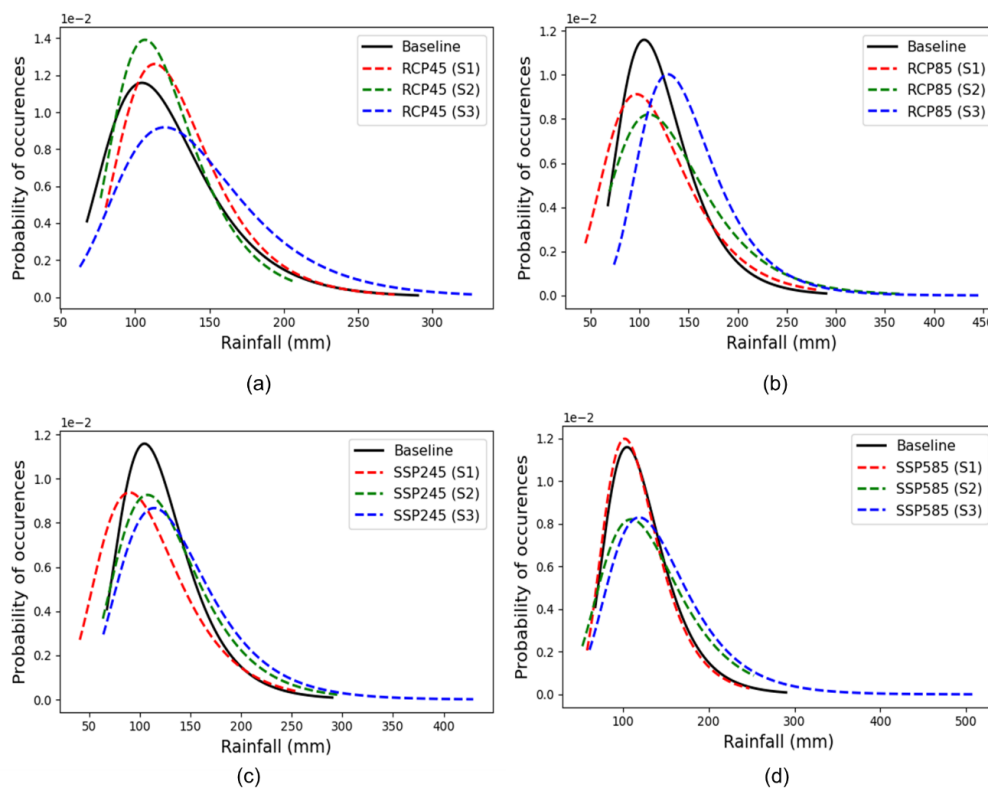 1e−2
Baseline
RCP45 (S1)
RCP45 (S2)
RCP45 (S3)
Probability of occurences
1.4
1.2
1.0
0.8
0.6
0.4
0.2
0.0
50 100 150 200 250 300
Rainfall (mm)
(a)
1e−2
Baseline
RCP85 (S1)
RCP85 (S2)
RCP85 (S3)
Probability of occurences
1.2
1.0
0.8
0.6
0.4
0.2
0.0
50 100 150 200 250 300 350 400 450
Rainfall (mm)
(b)
1e−2
Baseline
SSP245 (S1)
SSP245 (S2)
SSP245 (S3)
Probability of occurences
1.2
1.0
0.8
0.6
0.4
0.2
0.0
50 100 150 200 250 300 350 400
Rainfall (mm)
(c)
1e−2
Baseline
SSP585 (S1)
SSP585 (S2)
SSP585 (S3)
Probability of occurences
1.2
1.0
0.8
0.6
0.4
0.2
0.0
100 200 300 400 500
Rainfall (mm)
(d)